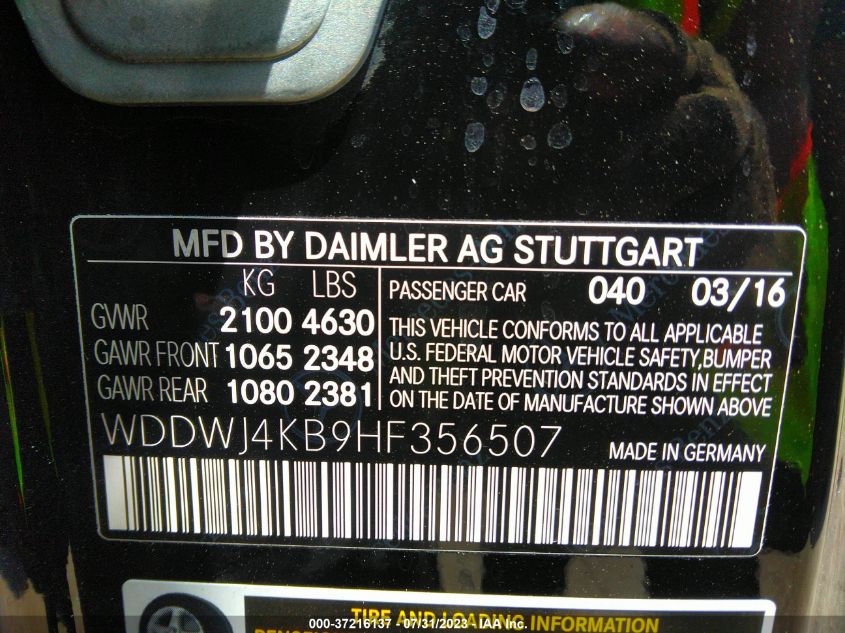 MFD BY DAIMLER AG STUTTGART
KG LBS
GVWR 2100 4630
GAWR FRONT 1065 2348
GAWR REAR 1080 2381
PASSENGER CAR 040 03/16
THIS VEHICLE CONFORMS TO ALL APPLICABLE
U.S. FEDERAL MOTOR VEHICLE SAFETY,BUMPER
AND THEFT PREVENTION STANDARDS IN EFFECT
ON THE DATE OF MANUFACTURE SHOWN ABOVE
WDDWJ4KB9HF356507
MADE IN GERMANY
TIRE AND LOADING INFORMATION
000-37216137 - 07/31/2023 - IAA Inc.